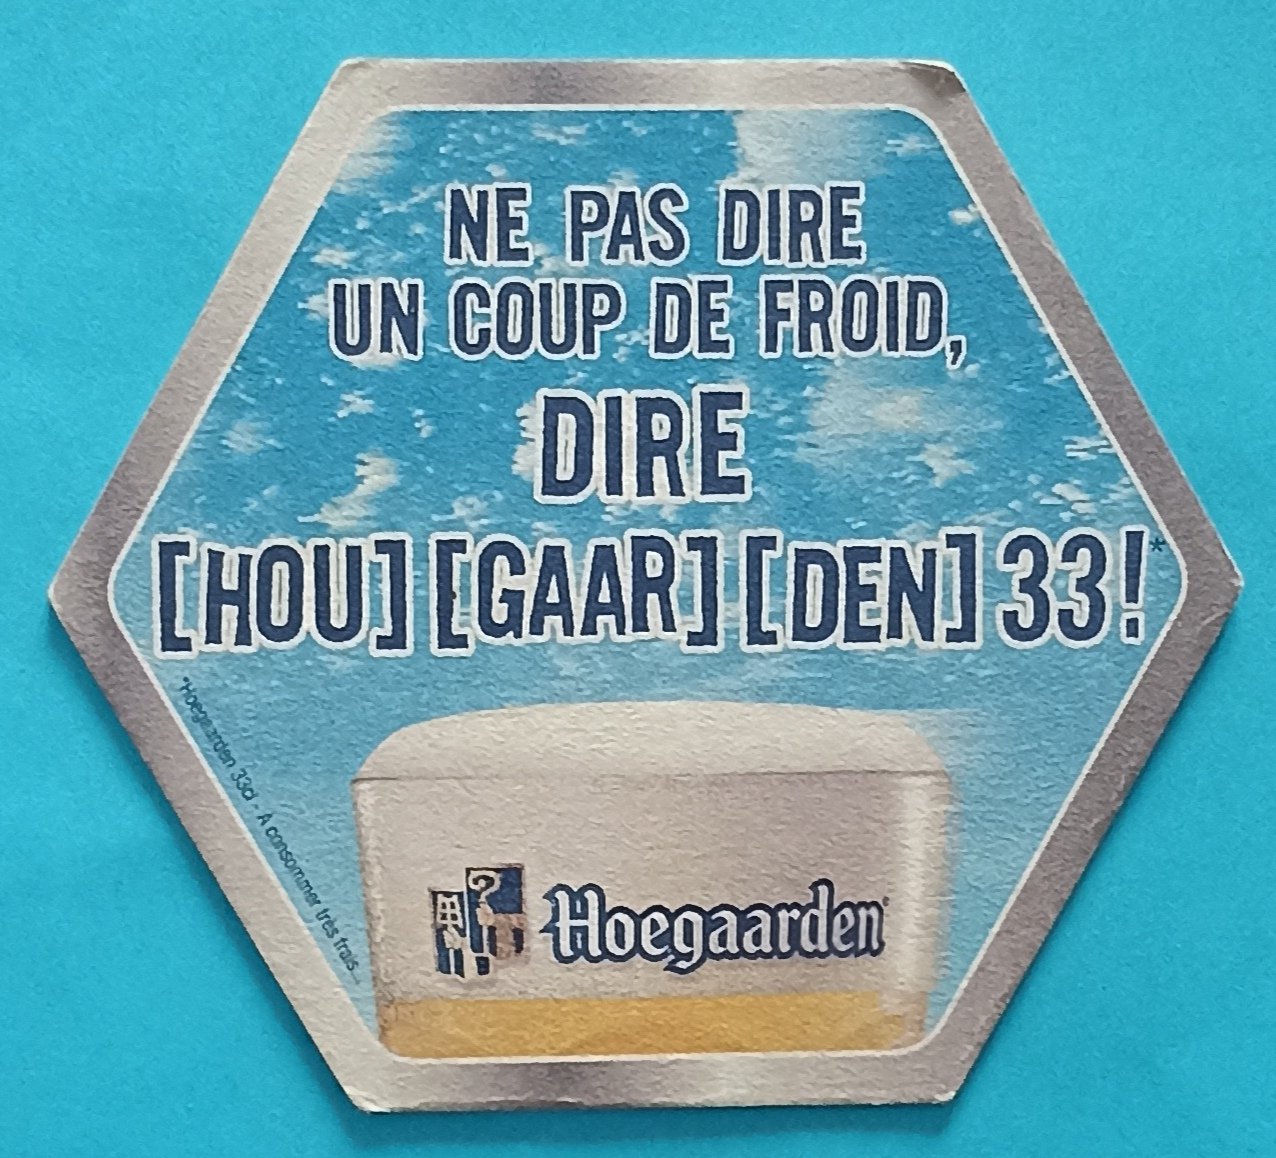 NE PAS DIRE
UN COUP DE FROID,
DIRE
[HOU] [GAAR] [DEN] 33!*
*Hoegaarden 33cl - A consommer très frais...
Hoegaarden